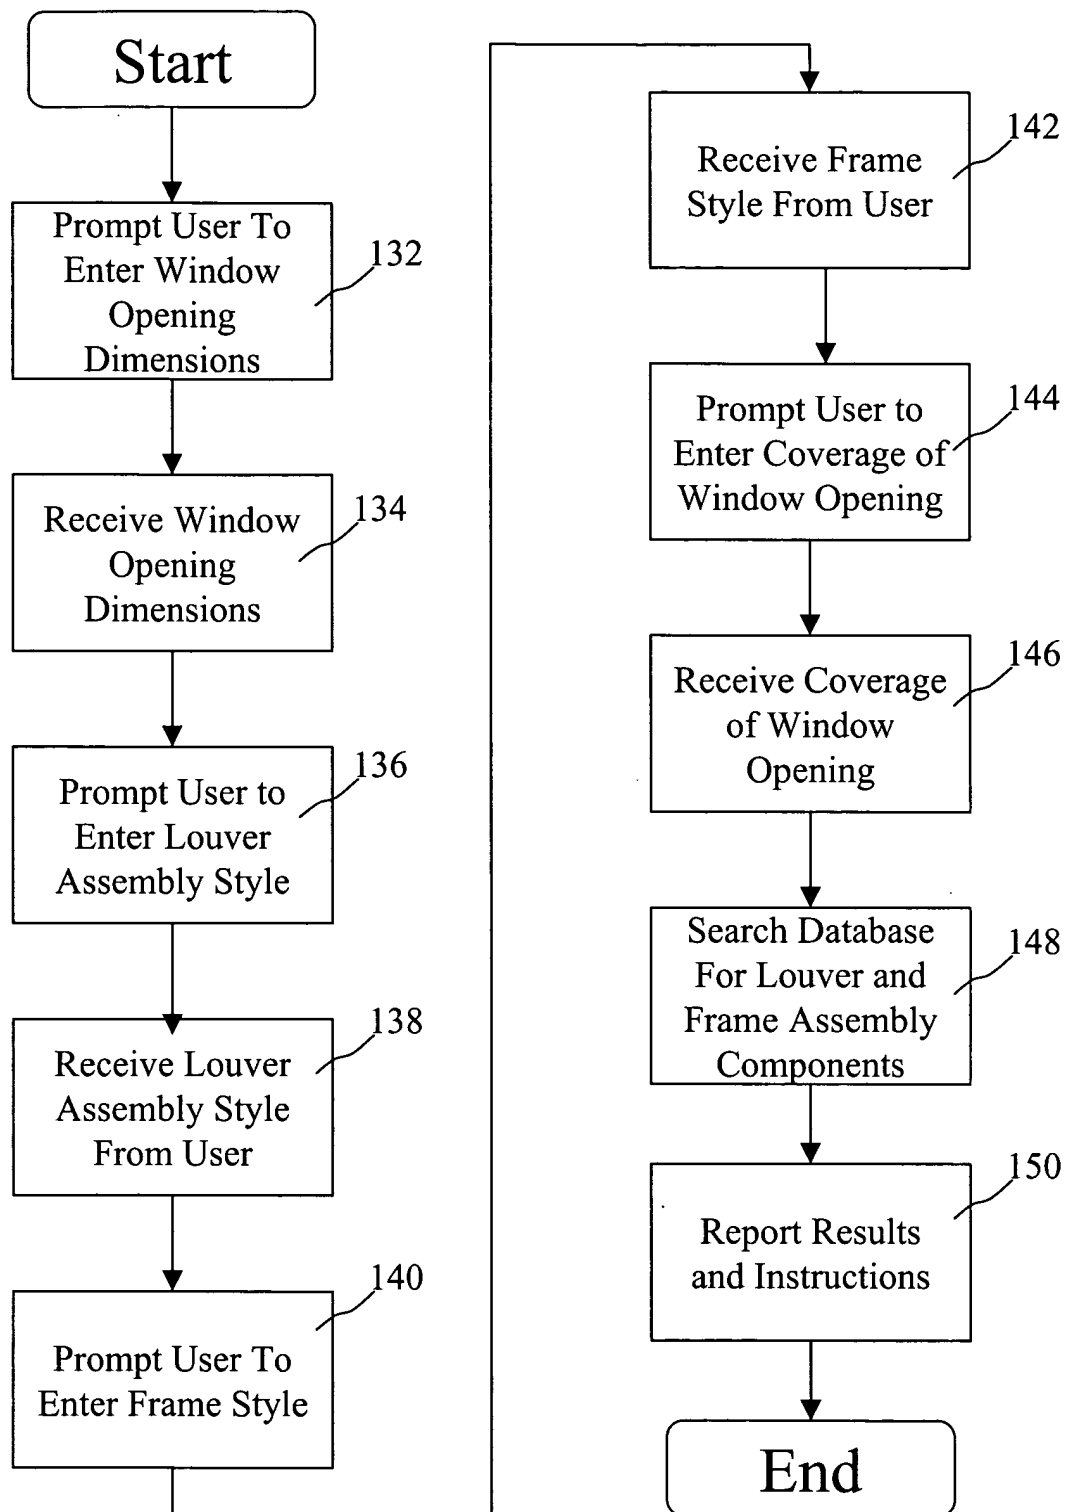 Start
Prompt User To
Enter Window
Opening
Dimensions
132
Receive Window
Opening
Dimensions
134
Prompt User to
Enter Louver
Assembly Style
136
Receive Louver
Assembly Style
From User
138
Prompt User To
Enter Frame Style
140
Receive Frame
Style From User
142
Prompt User to
Enter Coverage of
Window Opening
144
Receive Coverage
of Window
Opening
146
Search Database
For Louver and
Frame Assembly
Components
148
Report Results
and Instructions
150
End